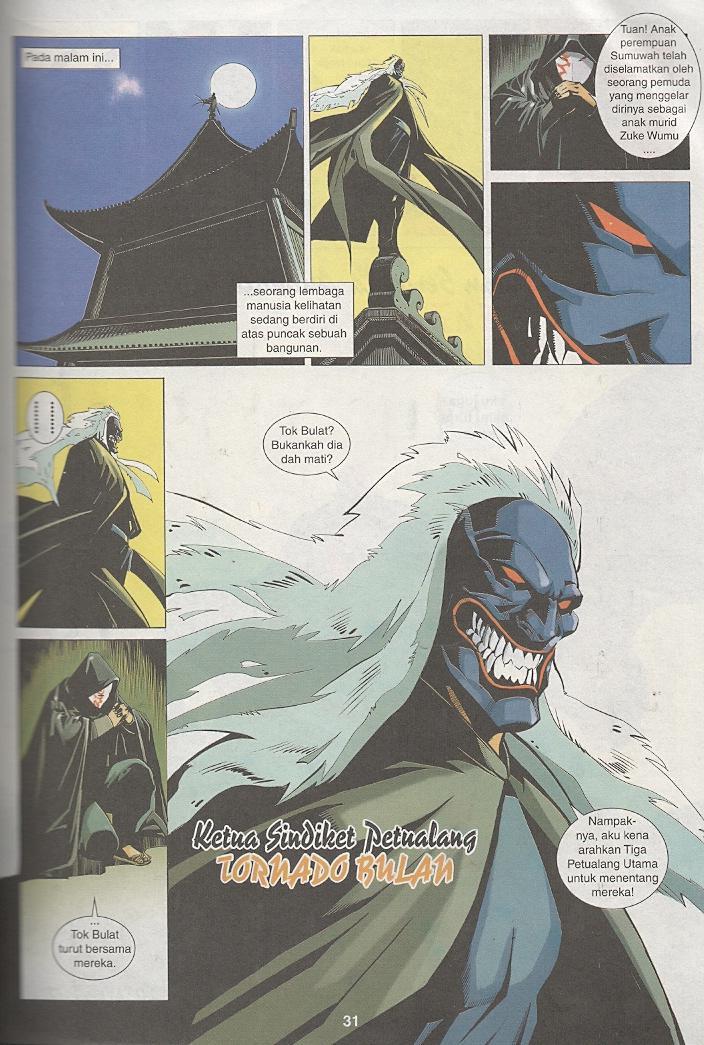 Pada malam ini...
...seorang lembaga
manusia kelihatan
sedang berdiri di
atas puncak sebuah
bangunan.
Tuan! Anak
perempuan
Sumuwah telah
diselamatkan oleh
seorang pemuda
yang menggelar
dirinya sebagai
anak murid
Zuke Wumu
....
...
Tok Bulat
turut bersama
mereka.
Tok Bulat?
Bukankah dia
dah mati?
Ketua Sindiket Petualang
TORNADO BULAN
Nampak-
nya, aku kena
arahkan Tiga
Petualang Utama
untuk menentang
mereka!
31